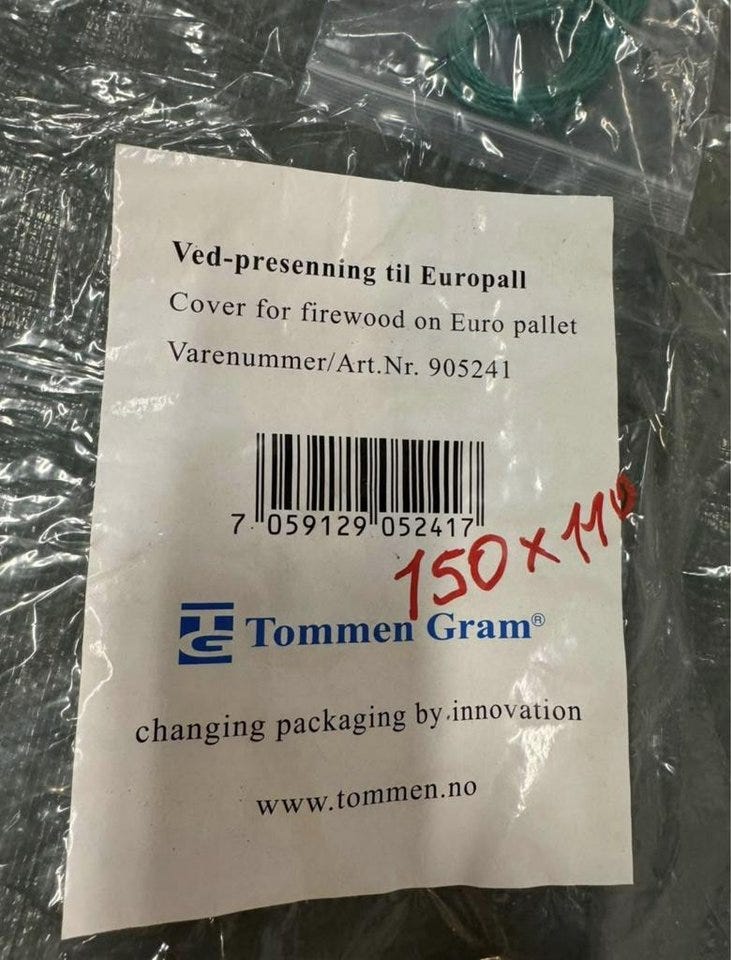 Ved-presenning til Europall
Cover for firewood on Euro pallet
Varenummer/Art.Nr. 905241
7 059129 052417
150 x 110
TG Tommen Gram®
changing packaging by innovation
www.tommen.no